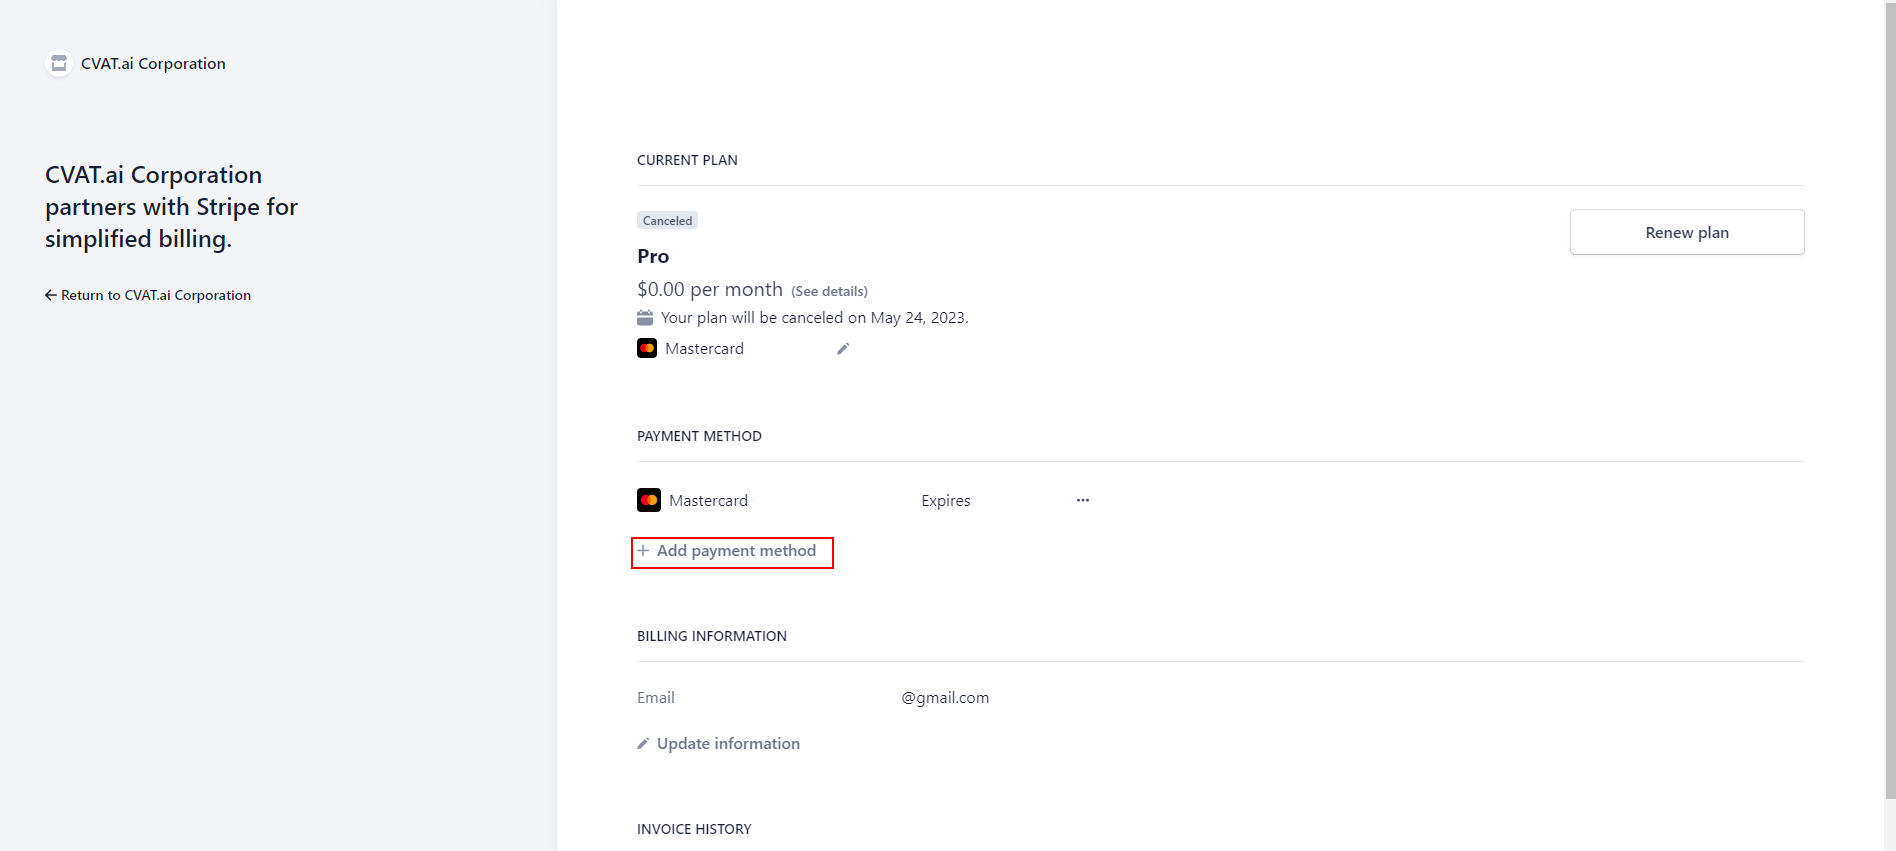 CVAT.ai Corporation
CVAT.ai Corporation
partners with Stripe for
simplified billing.
← Return to CVAT.ai Corporation
CURRENT PLAN
Canceled
Renew plan
Pro
$0.00 per month (See details)
Your plan will be canceled on May 24, 2023.
Mastercard
PAYMENT METHOD
Mastercard Expires •••
+ Add payment method
BILLING INFORMATION
Email @gmail.com
Update information
INVOICE HISTORY